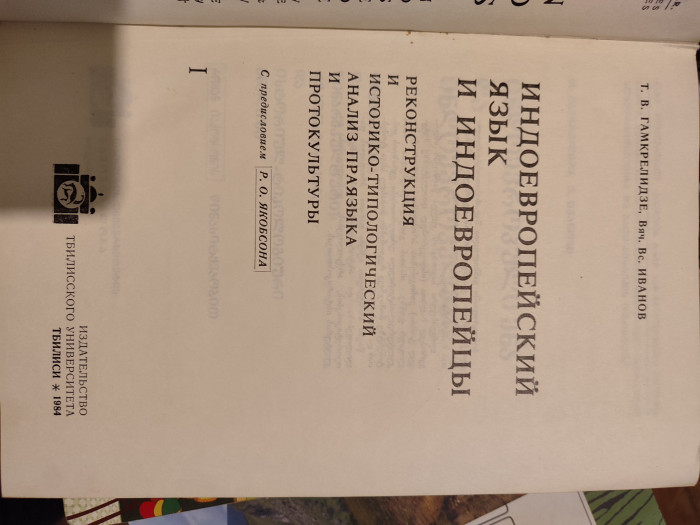 Т. В. ГАМКРЕЛИДЗЕ, Вяч. Вс. ИВАНОВ
ИНДОЕВРОПЕЙСКИЙ
ЯЗЫК
И ИНДОЕВРОПЕЙЦЫ
РЕКОНСТРУКЦИЯ
И
ИСТОРИКО-ТИПОЛОГИЧЕСКИЙ
АНАЛИЗ ПРАЯЗЫКА
И
ПРОТОКУЛЬТУРЫ
С предисловием Р. О. ЯКОБСОНА
I
ИЗДАТЕЛЬСТВО
ТБИЛИССКОГО УНИВЕРСИТЕТА
ТБИЛИСИ * 1984